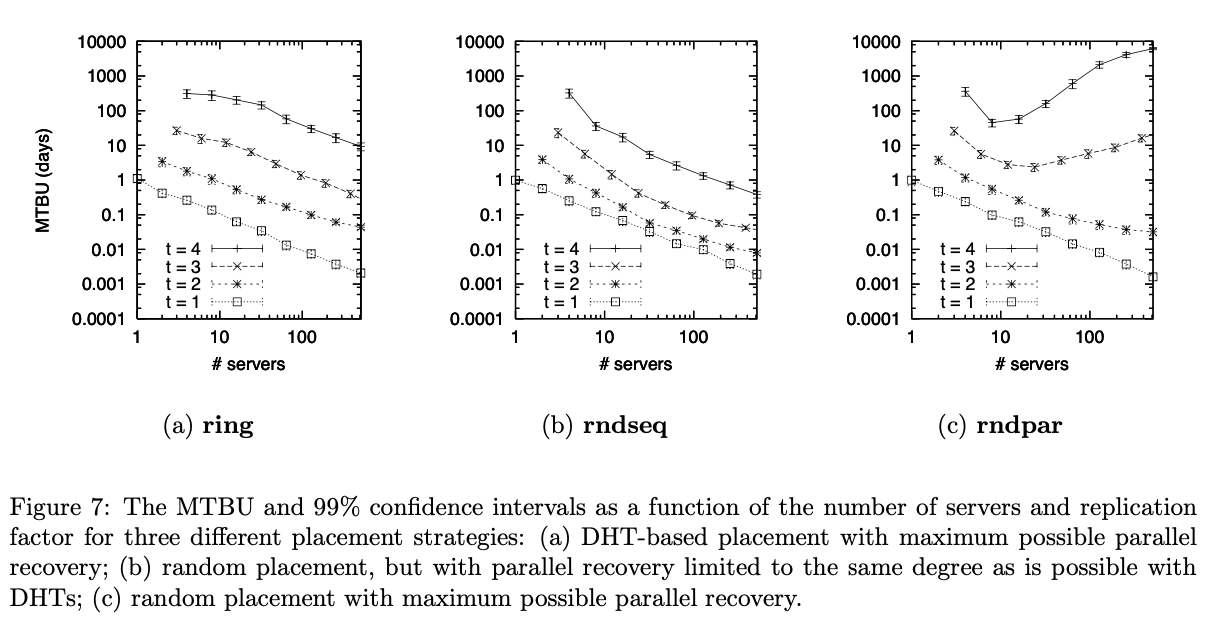 10000 10000 10000
1000 1000 1000
100 100 100
10 10 10
1 1 1
0.1 0.1 0.1
0.01 0.01 0.01
0.001 0.001 0.001
0.0001 0.0001 0.0001
MTBU (days)
t = 4 t = 4 t = 4
t = 3 t = 3 t = 3
t = 2 t = 2 t = 2
t = 1 t = 1 t = 1
1 10 100 1 10 100 1 10 100
# servers # servers # servers
(a) ring (b) rndseq (c) rndpar
Figure 7: The MTBU and 99% confidence intervals as a function of the number of servers and replication
factor for three different placement strategies: (a) DHT-based placement with maximum possible parallel
recovery; (b) random placement, but with parallel recovery limited to the same degree as is possible with
DHTs; (c) random placement with maximum possible parallel recovery.